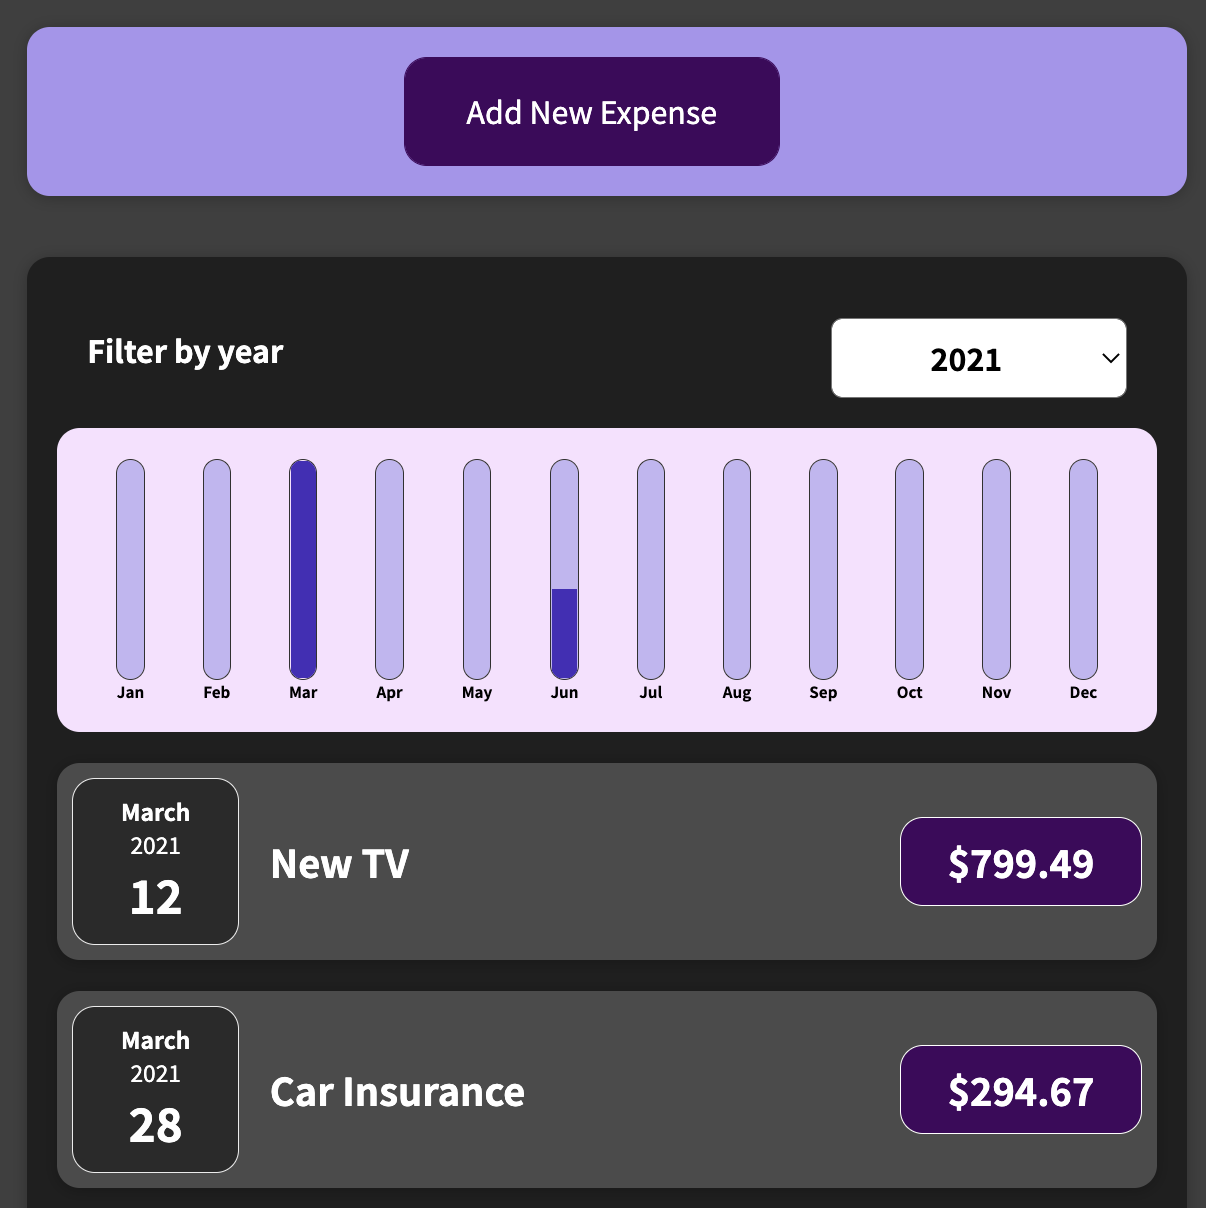 Add New Expense
Filter by year
2021
Jan Feb Mar Apr May Jun Jul Aug Sep Oct Nov Dec
March
2021
12
New TV
$799.49
March
2021
28
Car Insurance
$294.67